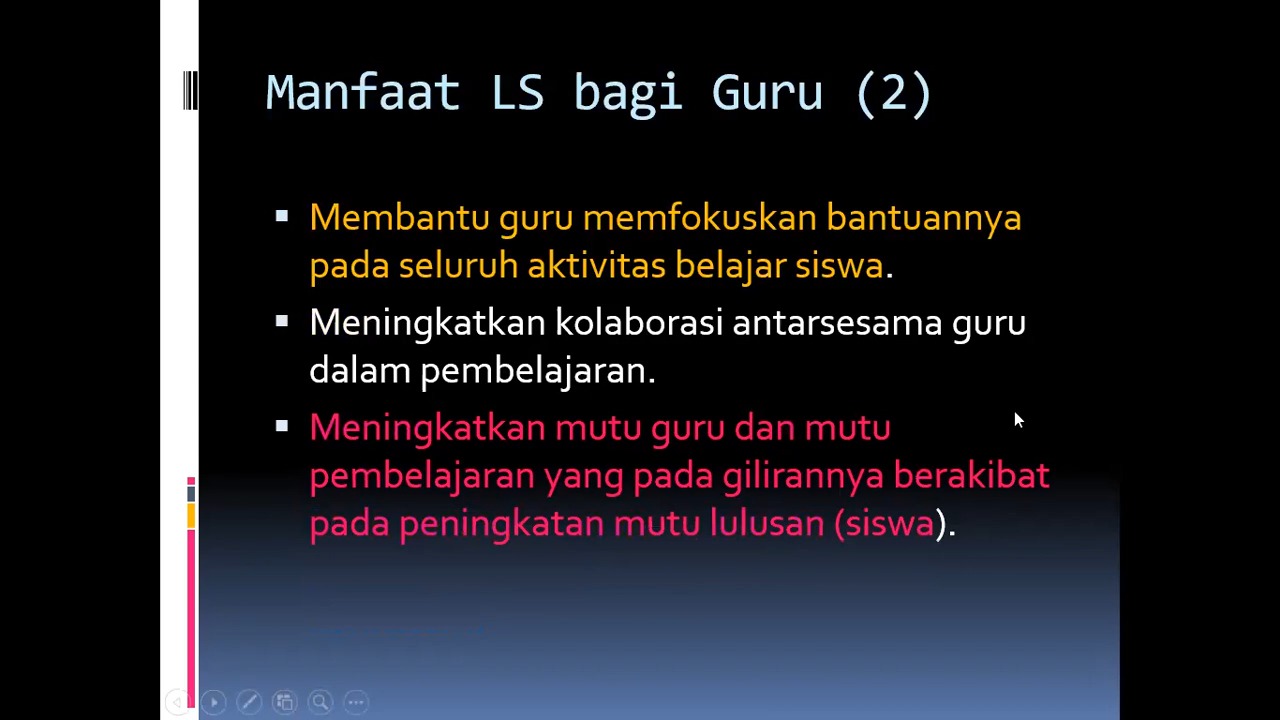 Manfaat LS bagi Guru (2)
Membantu guru memfokuskan bantuannya
pada seluruh aktivitas belajar siswa.
Meningkatkan kolaborasi antarsesama guru
dalam pembelajaran.
Meningkatkan mutu guru dan mutu
pembelajaran yang pada gilirannya berakibat
pada peningkatan mutu lulusan (siswa).